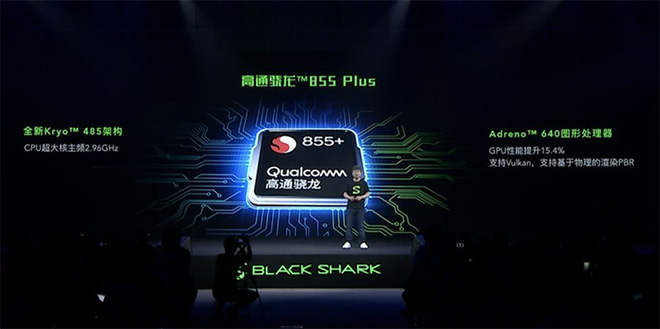 高通骁龙™855 Plus
全新Kryo™ 485架构
CPU超大核主频2.96GHz
855+
Qualcomm
高通骁龙
Adreno™ 640图形处理器
GPU性能提升15.4%
支持Vulkan，支持基于物理的渲染PBR
BLACK SHARK